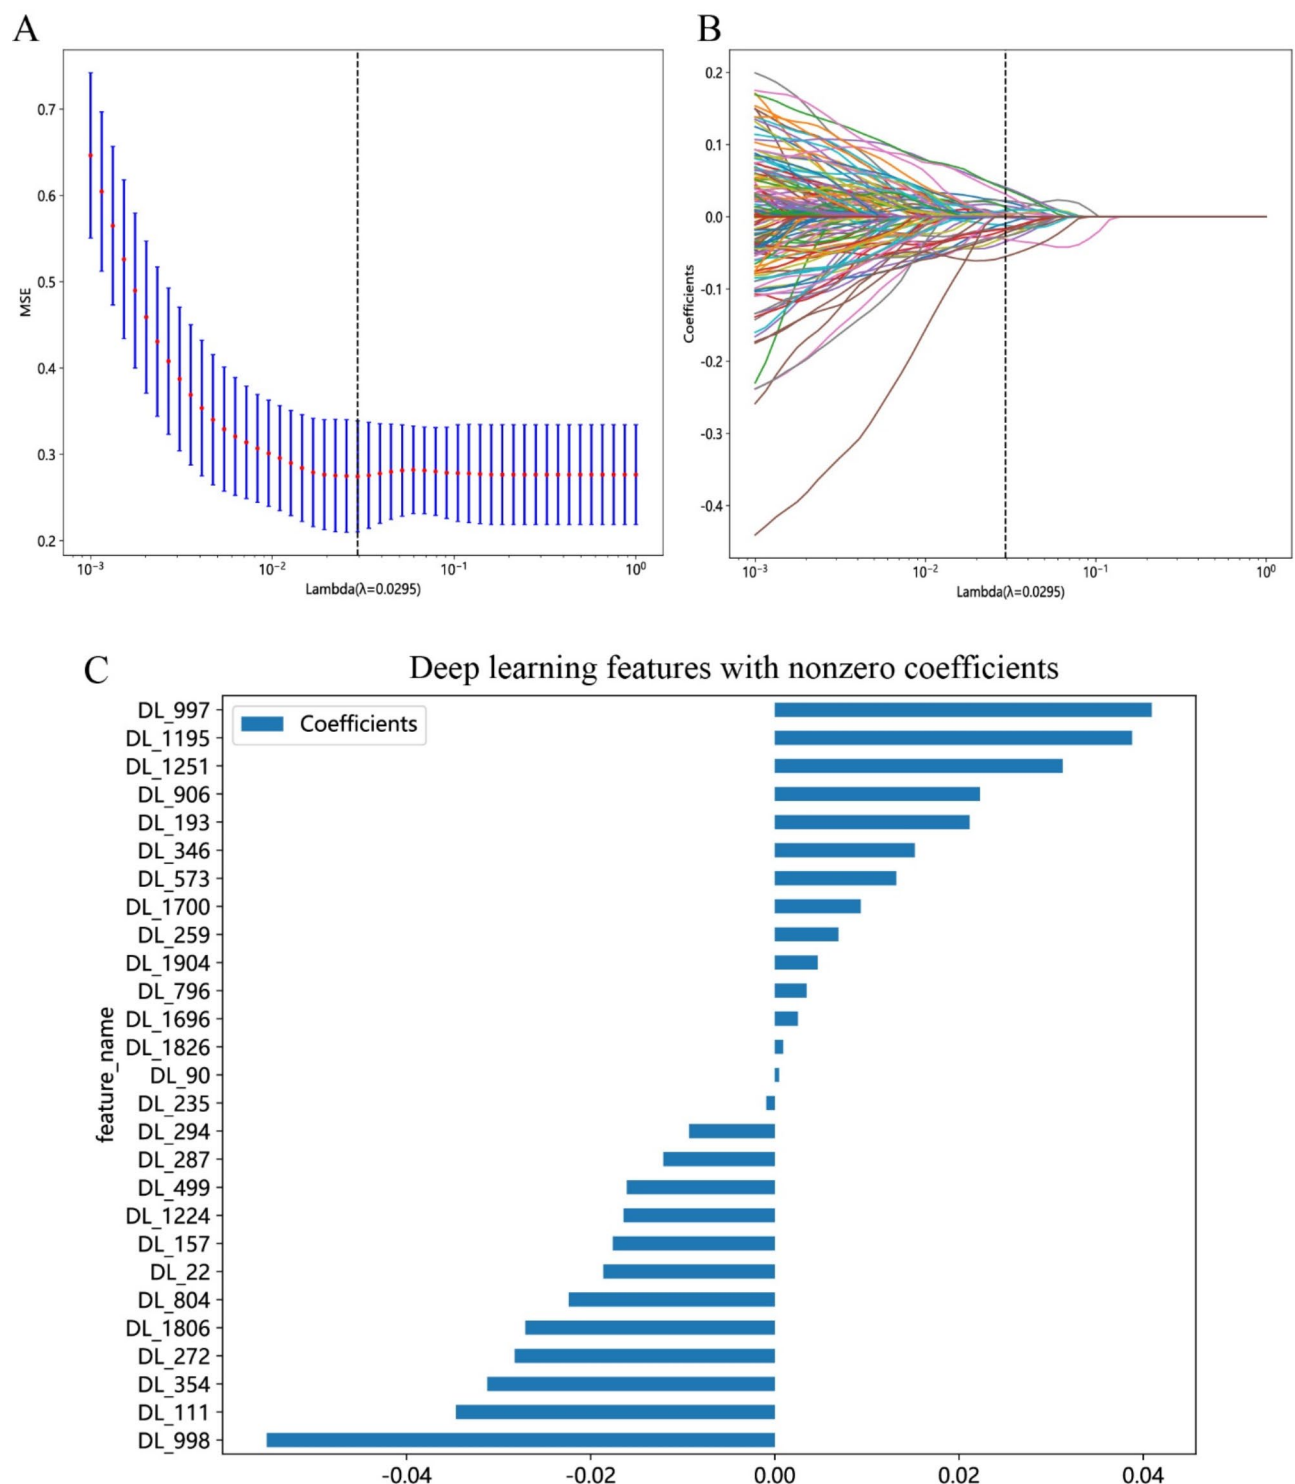 A
0.7
0.6
0.5
0.4
0.3
0.2
MSE
10⁻³ 10⁻² 10⁻¹ 10⁰
Lambda(λ=0.0295)
B
0.2
0.1
0.0
-0.1
-0.2
-0.3
-0.4
Coefficients
10⁻³ 10⁻² 10⁻¹ 10⁰
Lambda(λ=0.0295)
C
Deep learning features with nonzero coefficients
Coefficients
feature_name
DL_997
DL_1195
DL_1251
DL_906
DL_193
DL_346
DL_573
DL_1700
DL_259
DL_1904
DL_796
DL_1696
DL_1826
DL_90
DL_235
DL_294
DL_287
DL_499
DL_1224
DL_157
DL_22
DL_804
DL_1806
DL_272
DL_354
DL_111
DL_998
-0.04 -0.02 0.00 0.02 0.04